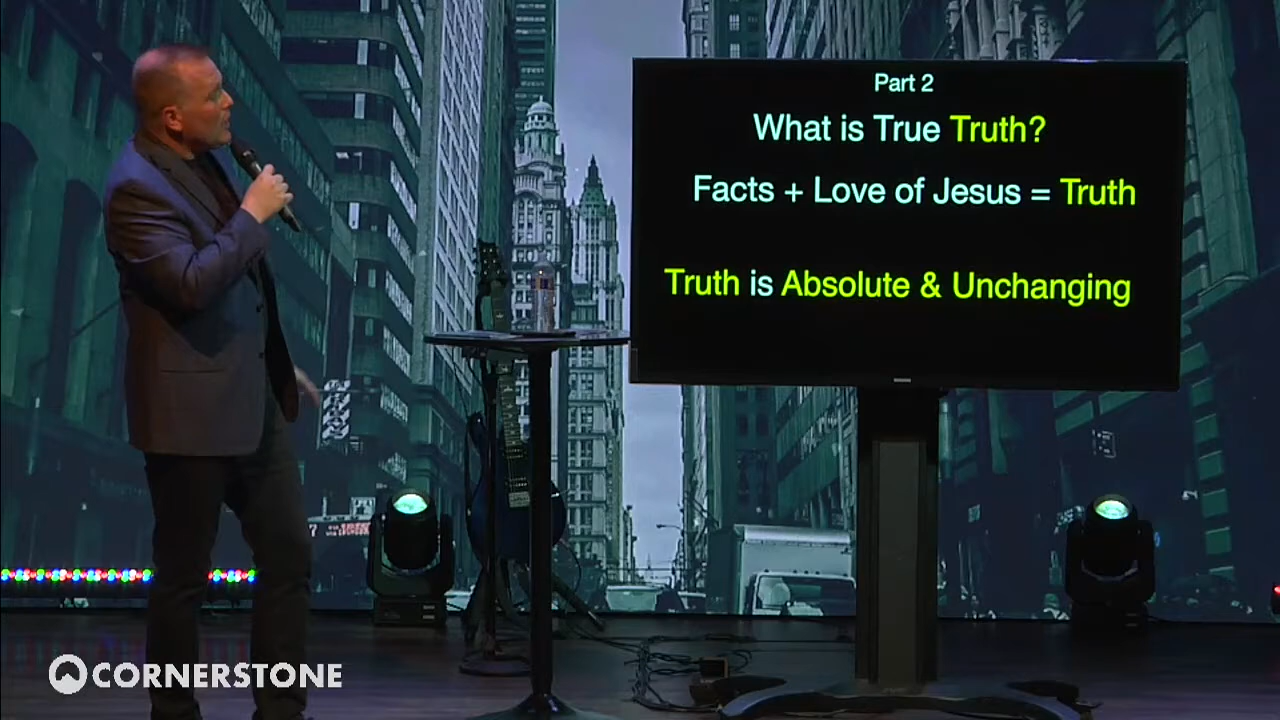 Part 2
What is True Truth?
Facts + Love of Jesus = Truth
Truth is Absolute & Unchanging
CORNERSTONE